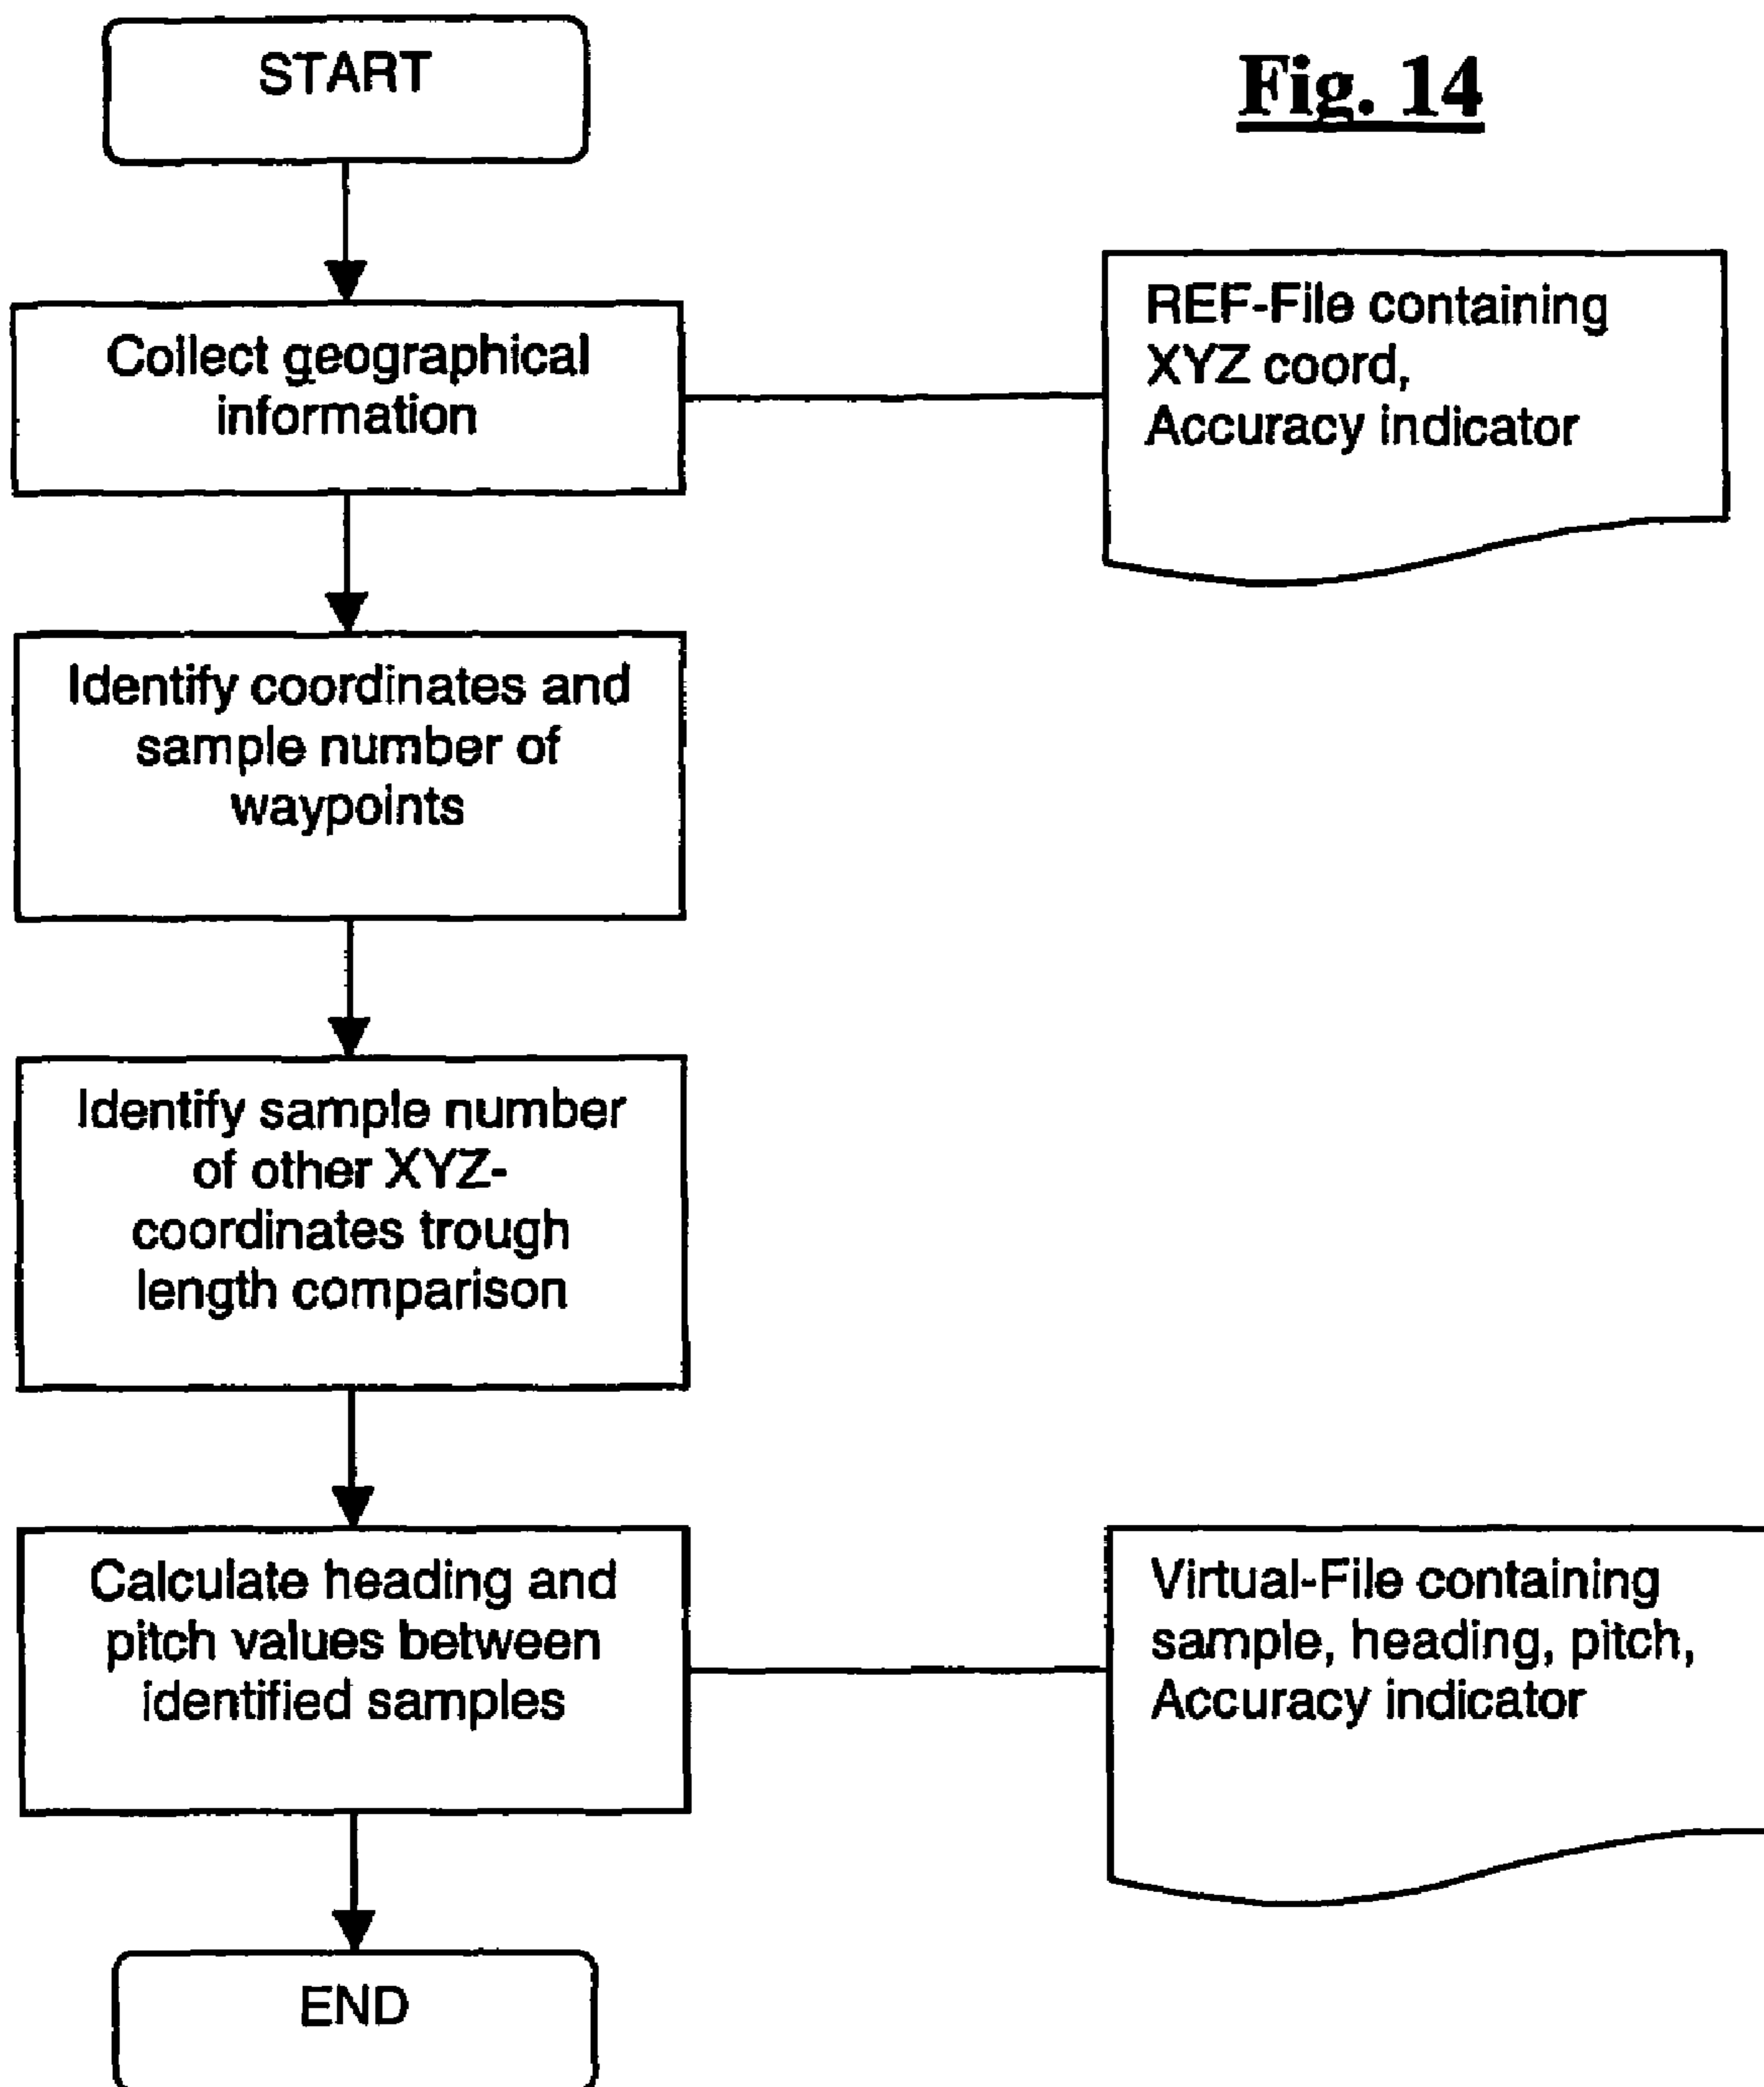 START
Fig. 14
Collect geographical
information
REF-File containing
XYZ coord,
Accuracy indicator
Identify coordinates and
sample number of
waypoints
Identify sample number
of other XYZ-
coordinates trough
length comparison
Calculate heading and
pitch values between
identified samples
Virtual-File containing
sample, heading, pitch,
Accuracy indicator
END